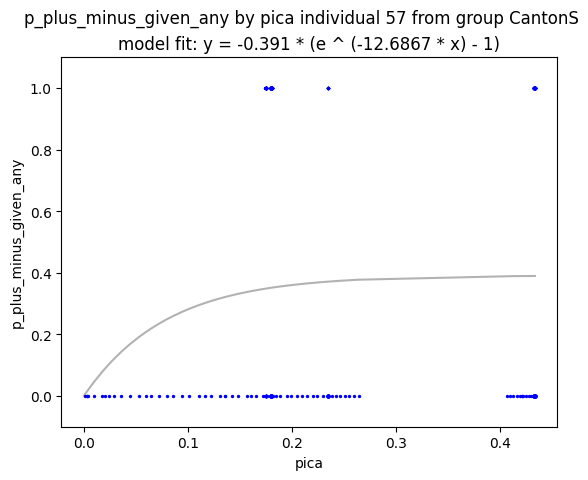 p_plus_minus_given_any by pica individual 57 from group CantonS
model fit: y = -0.391 * (e ^ (-12.6867 * x) - 1)
1.0
0.8
0.6
0.4
0.2
0.0
p_plus_minus_given_any
0.0 0.1 0.2 0.3 0.4
pica